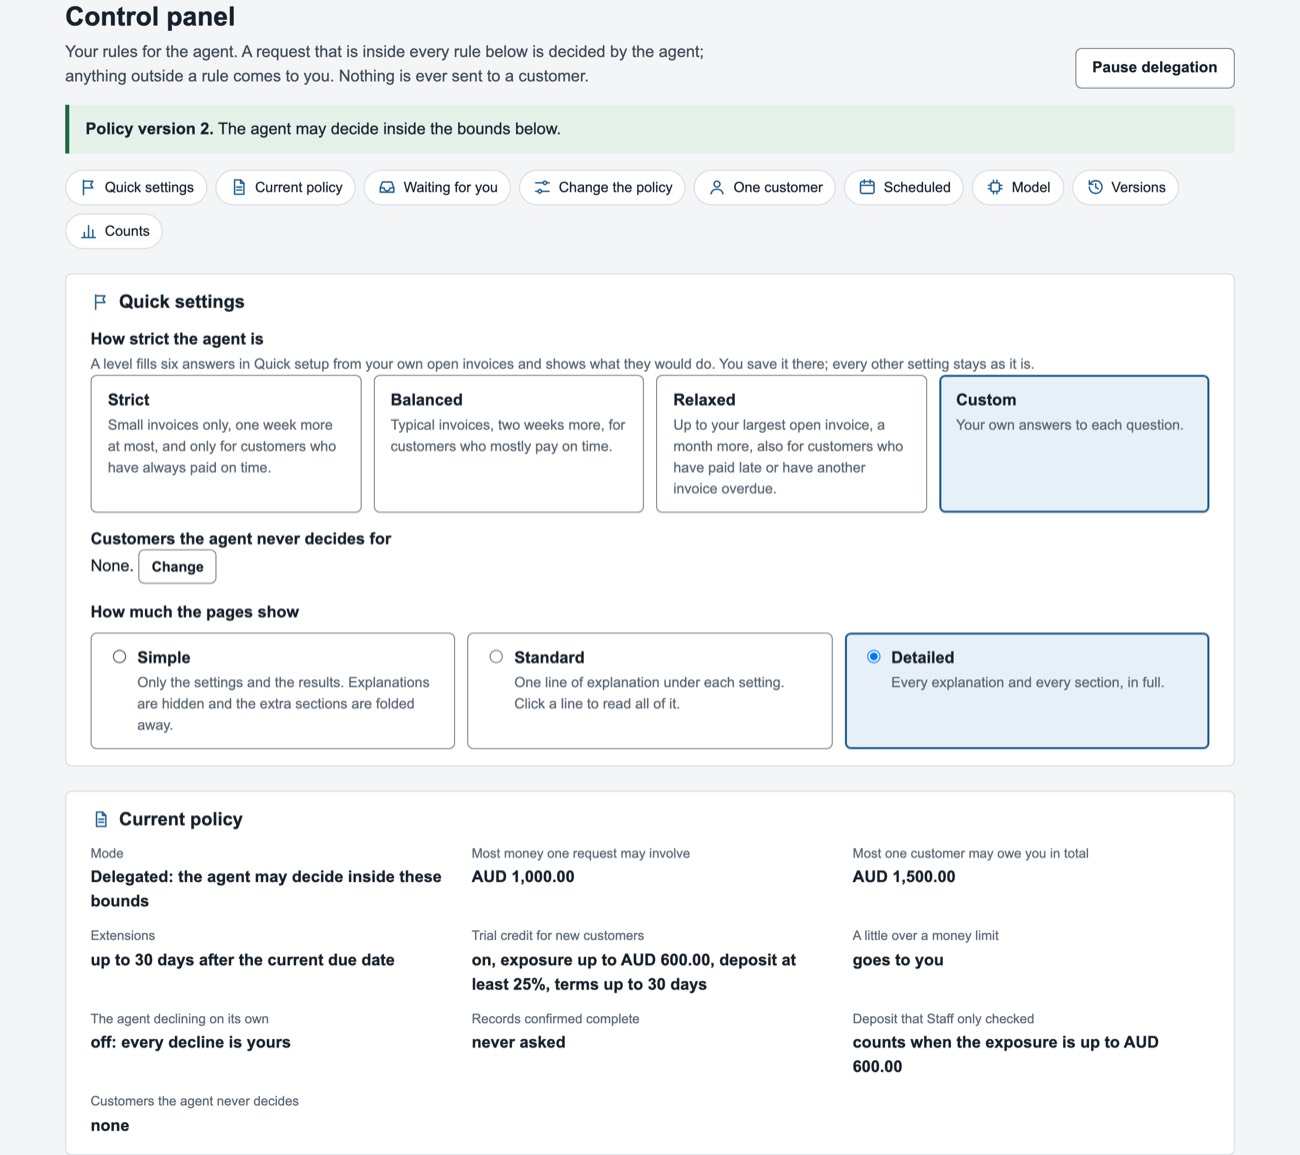 Control panel
Your rules for the agent. A request that is inside every rule below is decided by the agent;
anything outside a rule comes to you. Nothing is ever sent to a customer.
Pause delegation
Policy version 2. The agent may decide inside the bounds below.
Quick settings
Current policy
Waiting for you
Change the policy
One customer
Scheduled
Model
Versions
Counts
Quick settings
How strict the agent is
A level fills six answers in Quick setup from your own open invoices and shows what they would do. You save it there; every other setting stays as it is.
Strict
Small invoices only, one week more
at most, and only for customers who
have always paid on time.
Balanced
Typical invoices, two weeks more, for
customers who mostly pay on time.
Relaxed
Up to your largest open invoice, a
month more, also for customers who
have paid late or have another
invoice overdue.
Custom
Your own answers to each question.
Customers the agent never decides for
None.
Change
How much the pages show
Simple
Only the settings and the results. Explanations
are hidden and the extra sections are folded
away.
Standard
One line of explanation under each setting.
Click a line to read all of it.
Detailed
Every explanation and every section, in full.
Current policy
Mode
Delegated: the agent may decide inside these
bounds
Most money one request may involve
AUD 1,000.00
Most one customer may owe you in total
AUD 1,500.00
Extensions
up to 30 days after the current due date
Trial credit for new customers
on, exposure up to AUD 600.00, deposit at
least 25%, terms up to 30 days
A little over a money limit
goes to you
The agent declining on its own
off: every decline is yours
Records confirmed complete
never asked
Deposit that Staff only checked
counts when the exposure is up to AUD
600.00
Customers the agent never decides
none